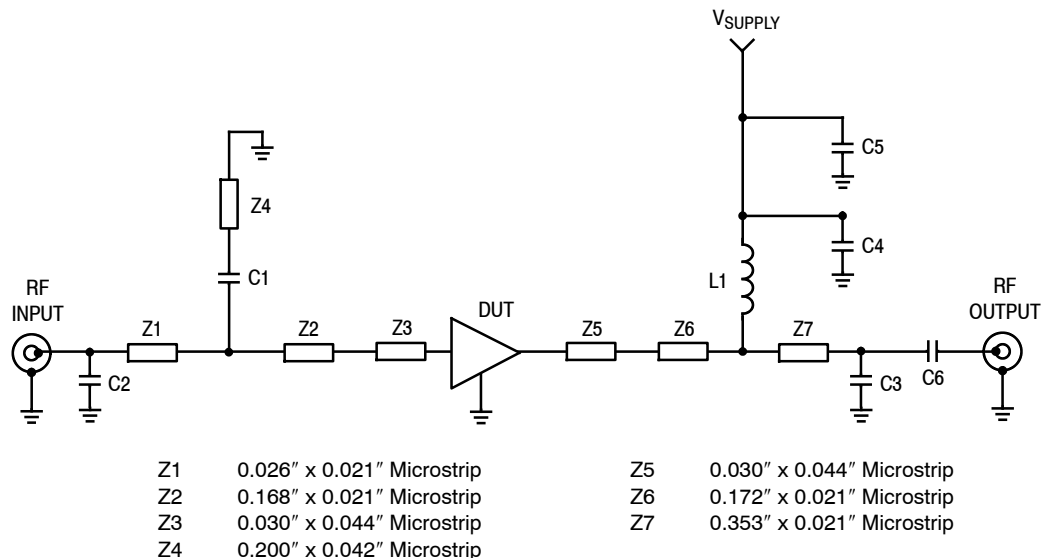 VSUPPLY
C5
Z4
C4
C1
L1
RF
INPUT
RF
OUTPUT
Z1
Z2
Z3
DUT
Z5
Z6
Z7
C2
C3
C6
Z1 0.026″ x 0.021″ Microstrip
Z2 0.168″ x 0.021″ Microstrip
Z3 0.030″ x 0.044″ Microstrip
Z4 0.200″ x 0.042″ Microstrip
Z5 0.030″ x 0.044″ Microstrip
Z6 0.172″ x 0.021″ Microstrip
Z7 0.353″ x 0.021″ Microstrip